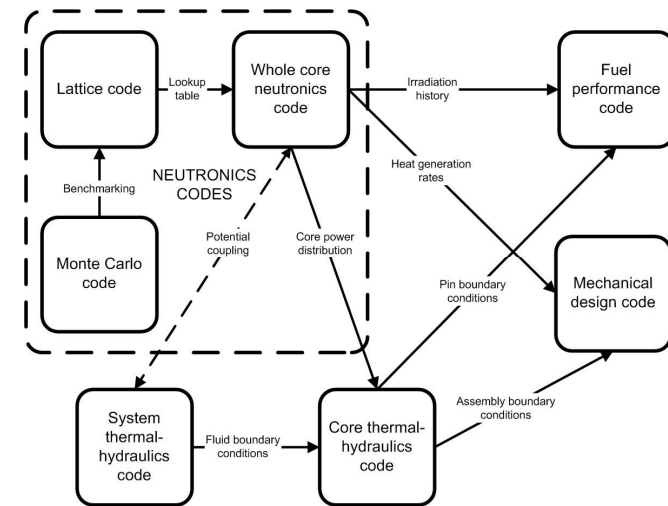 Lattice code
Lookup
table
Whole core
neutronics
code
Irradiation
history
Fuel
performance
code
Benchmarking
NEUTRONICS
CODES
Heat generation
rates
Monte Carlo
code
Potential
coupling
Core power
distribution
Pin boundary
conditions
Mechanical
design code
System
thermal-
hydraulics
code
Fluid boundary
conditions
Core thermal-
hydraulics
code
Assembly boundary
conditions